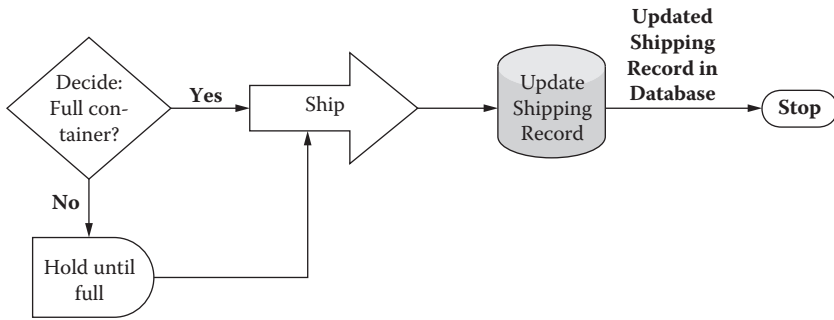 Decide:
Full con-
tainer?
Yes
Ship
Update
Shipping
Record
Updated
Shipping
Record in
Database
Stop
No
Hold until
full